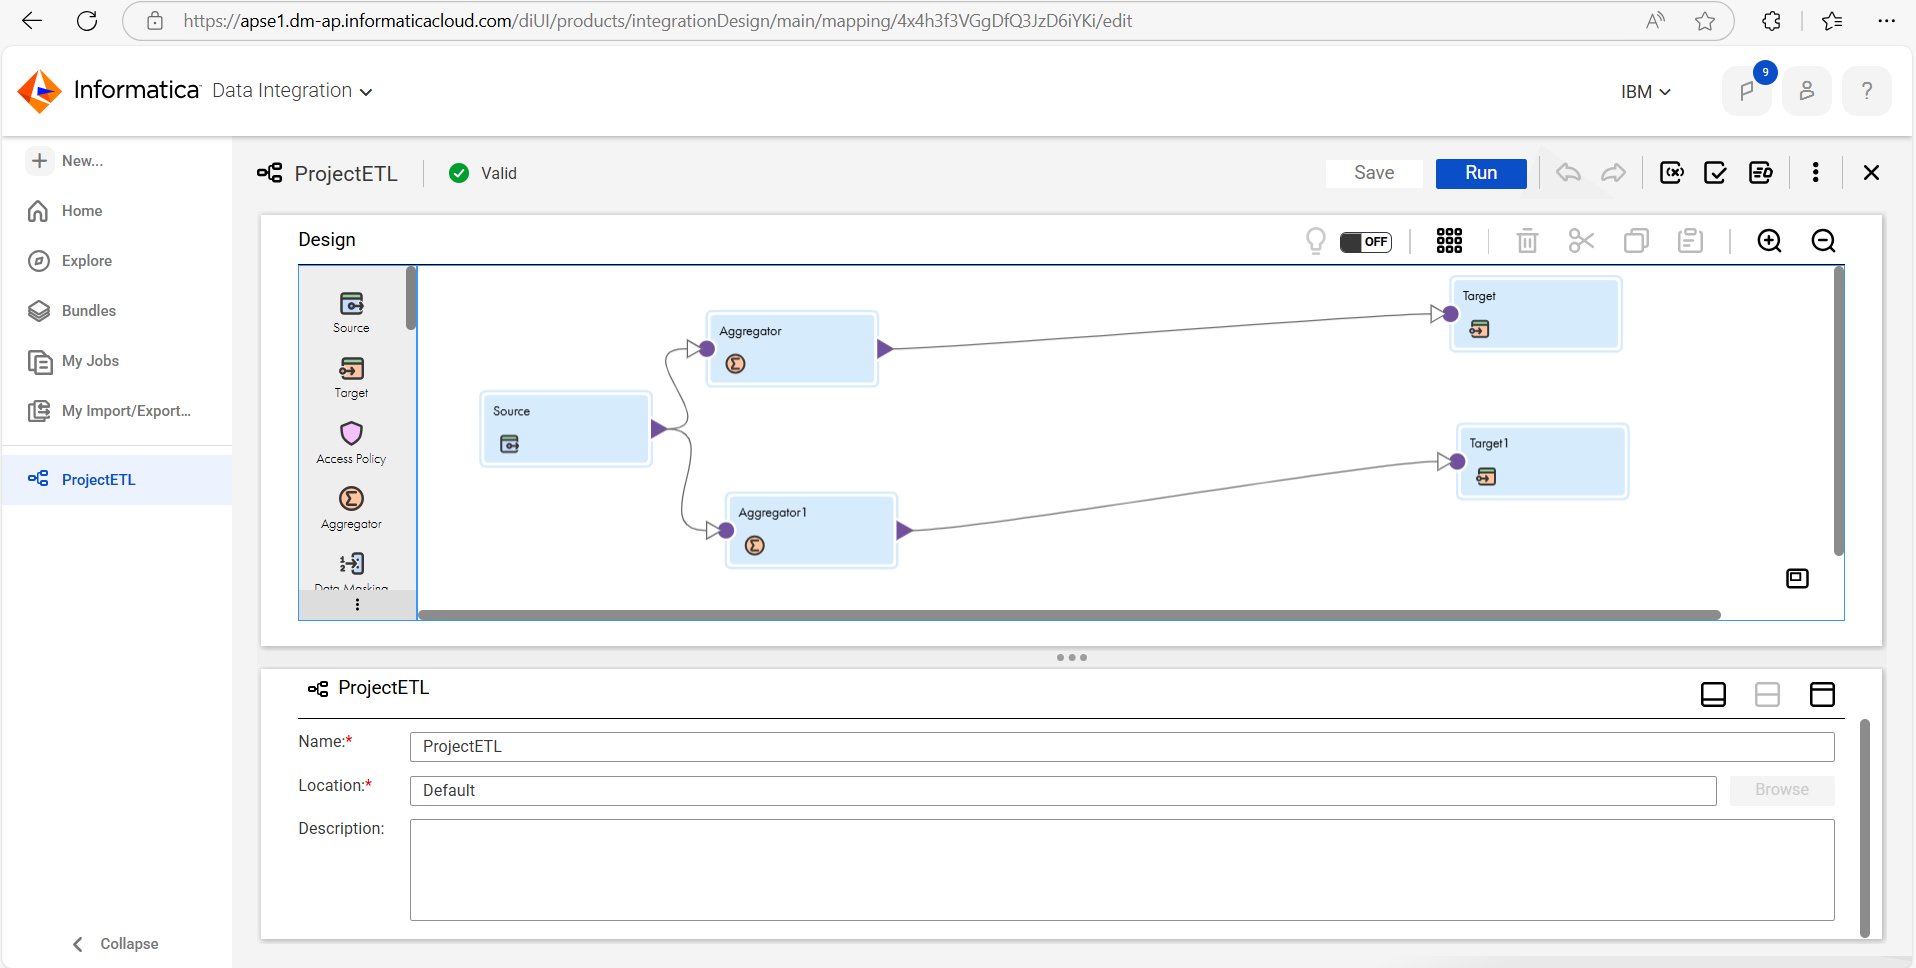 https://apse1.dm-ap.informaticacloud.com/diUI/products/integrationDesign/main/mapping/4x4h3f3VGgDfQ3JzD6iYKi/edit
Informatica Data Integration
IBM
9
?
New...
Home
Explore
Bundles
My Jobs
My Import/Export...
ProjectETL
Collapse
ProjectETL
Valid
Save
Run
Design
OFF
Source
Target
Access Policy
Aggregator
Data Masking
Source
Aggregator
Aggregator1
Target
Target1
ProjectETL
Name:*
ProjectETL
Location:*
Default
Browse
Description: